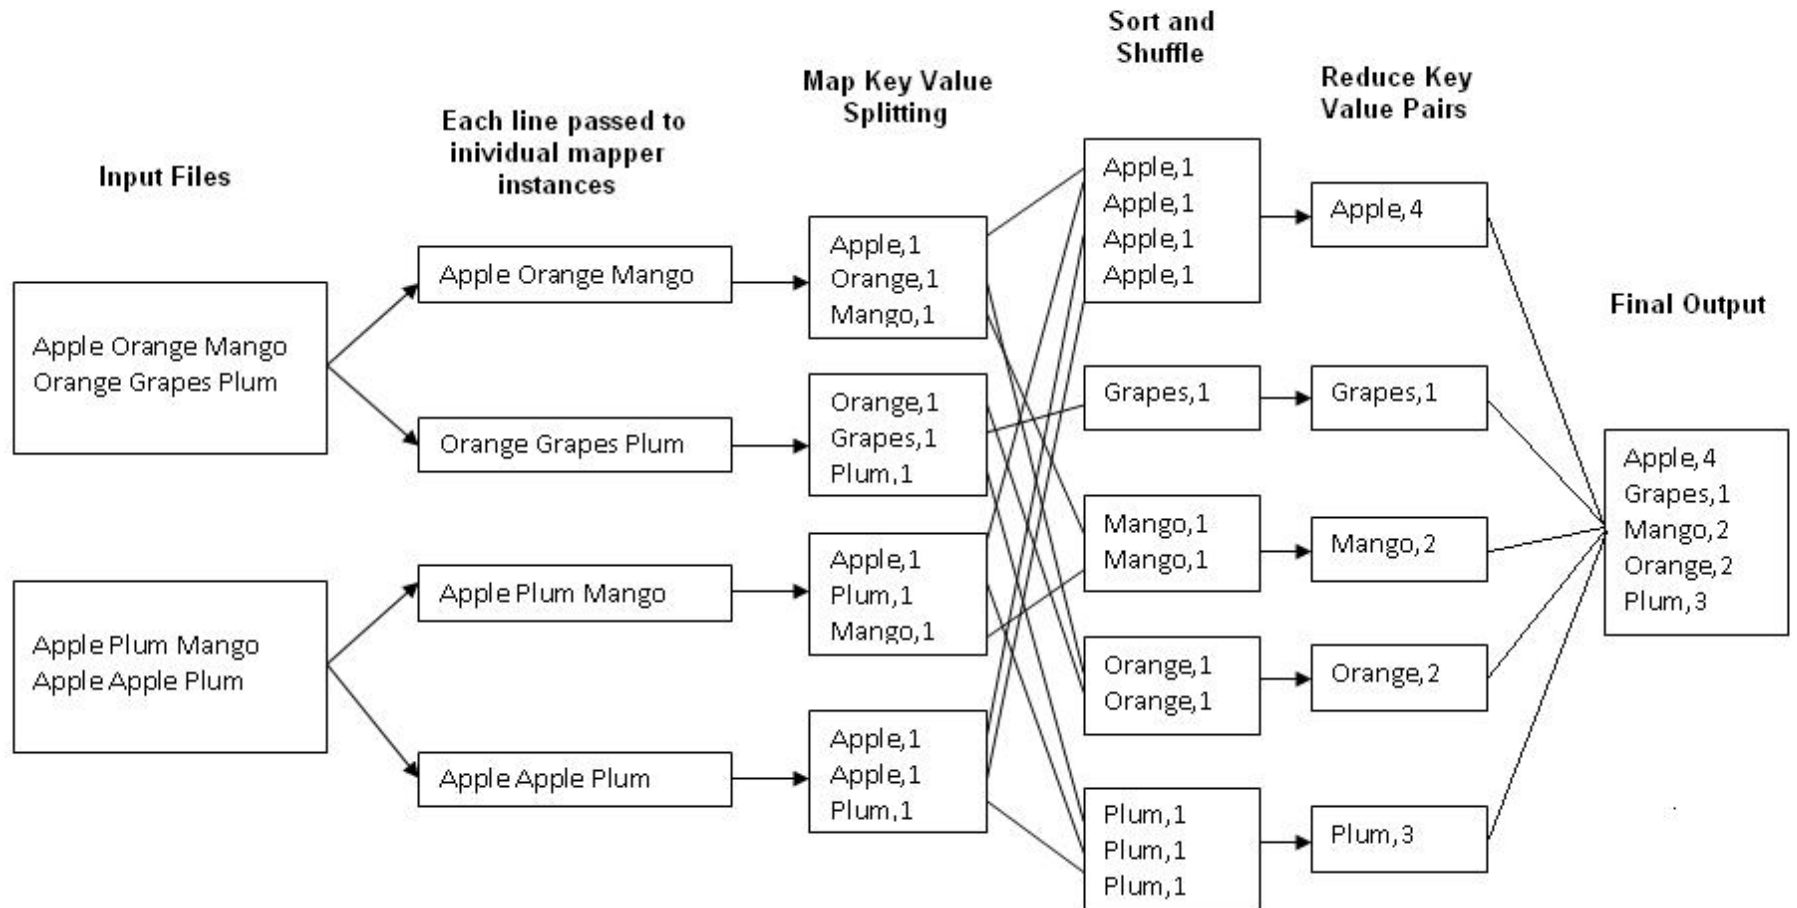 Input Files
Apple Orange Mango
Orange Grapes Plum
Apple Plum Mango
Apple Apple Plum
Each line passed to
inividual mapper
instances
Apple Orange Mango
Orange Grapes Plum
Apple Plum Mango
Apple Apple Plum
Map Key Value
Splitting
Apple,1
Orange,1
Mango,1
Orange,1
Grapes,1
Plum,1
Apple,1
Plum,1
Mango,1
Apple,1
Apple,1
Plum,1
Sort and
Shuffle
Apple,1
Apple,1
Apple,1
Apple,1
Grapes,1
Mango,1
Mango,1
Orange,1
Orange,1
Plum,1
Plum,1
Plum,1
Reduce Key
Value Pairs
Apple,4
Grapes,1
Mango,2
Orange,2
Plum,3
Final Output
Apple,4
Grapes,1
Mango,2
Orange,2
Plum,3